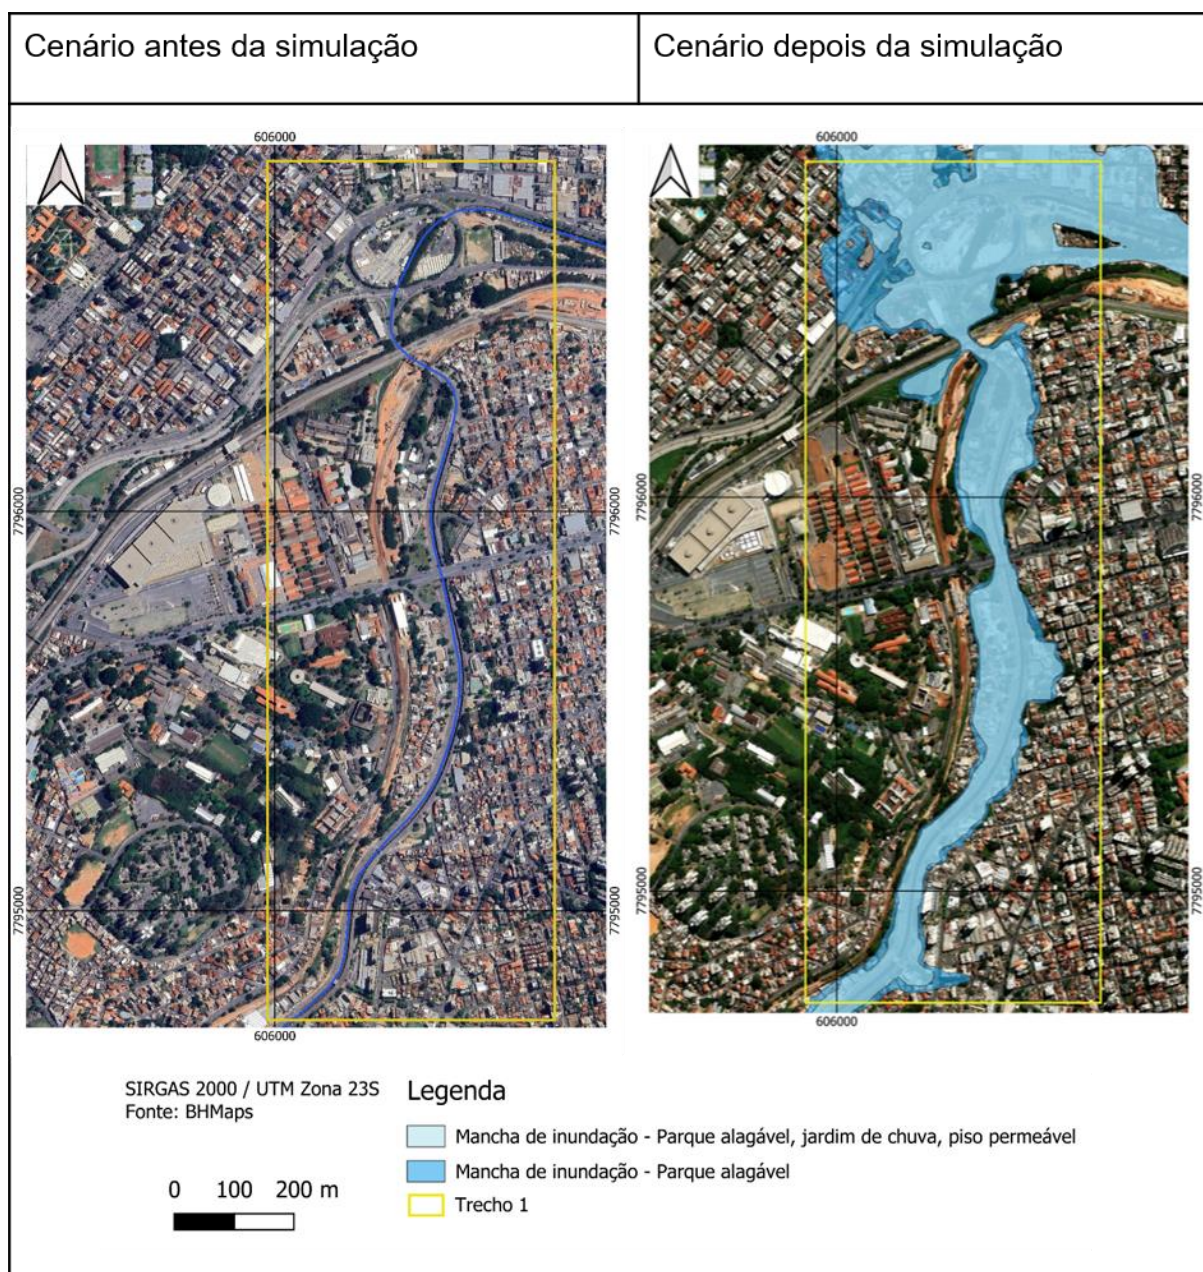 Cenário antes da simulação
Cenário depois da simulação
606000
606000
7796000
7796000
7796000
7795000
7795000
7795000
606000
606000
SIRGAS 2000 / UTM Zona 23S
Fonte: BHMaps
0 100 200 m
Legenda
Mancha de inundação - Parque alagável, jardim de chuva, piso permeável
Mancha de inundação - Parque alagável
Trecho 1